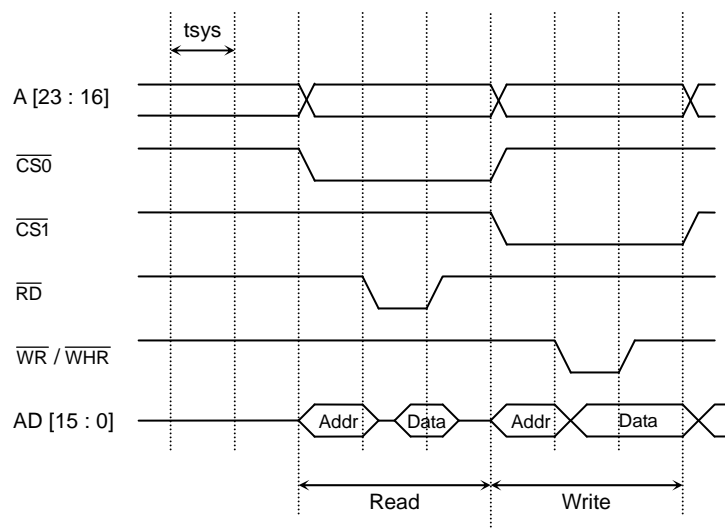 tsys
A [23 : 16]
CS0
CS1
RD
WR / WHR
AD [15 : 0]
Addr Data Addr Data
Read Write